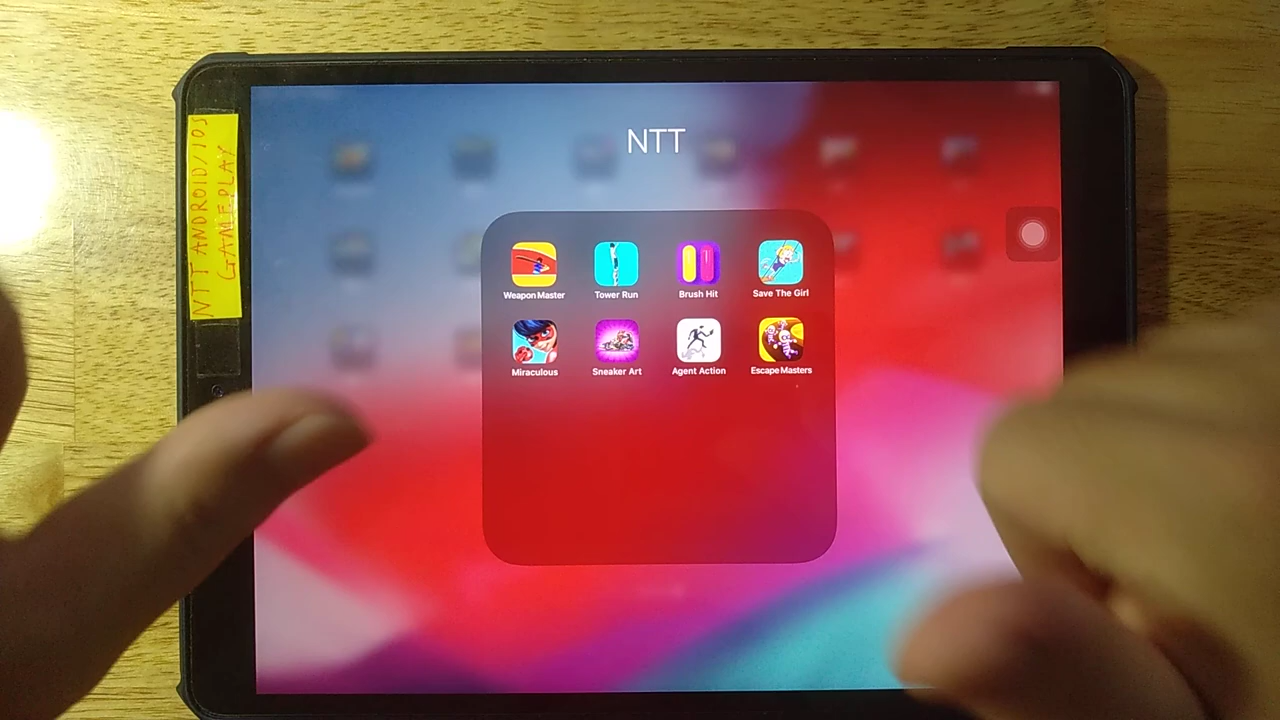 NTT ANDROID/IOS
GAMEPLAY
NTT
Weapon Master
Tower Run
Brush Hit
Save The Girl
Miraculous
Sneaker Art
Agent Action
Escape Masters